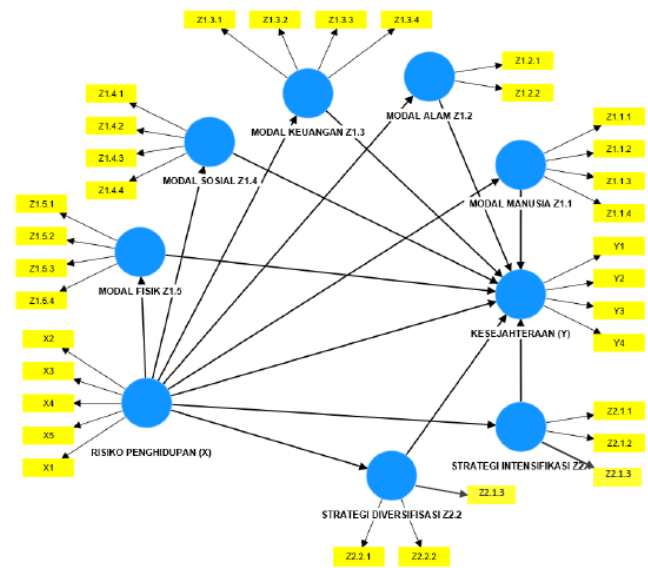 Z1.3.1
Z1.3.2
Z1.3.3
Z1.3.4
MODAL KEUANGAN Z1.3
Z1.2.1
Z1.2.2
MODAL ALAM Z1.2
Z1.4.1
Z1.4.2
Z1.4.3
Z1.4.4
MODAL SOSIAL Z1.4
Z1.1.1
Z1.1.2
Z1.1.3
Z1.1.4
MODAL MANUSIA Z1.1
Z1.5.1
Z1.5.2
Z1.5.3
Z1.5.4
MODAL FISIK Z1.5
Y1
Y2
Y3
Y4
KESEJAHTERAAN (Y)
X2
X3
X4
X5
X1
RISIKO PENGHIDUPAN (X)
Z2.1.1
Z2.1.2
Z2.1.3
STRATEGI INTENSIFIKASI
Z2.1.3
STRATEGI DIVERSIFISASI Z2.2
Z2.2.1
Z2.2.2